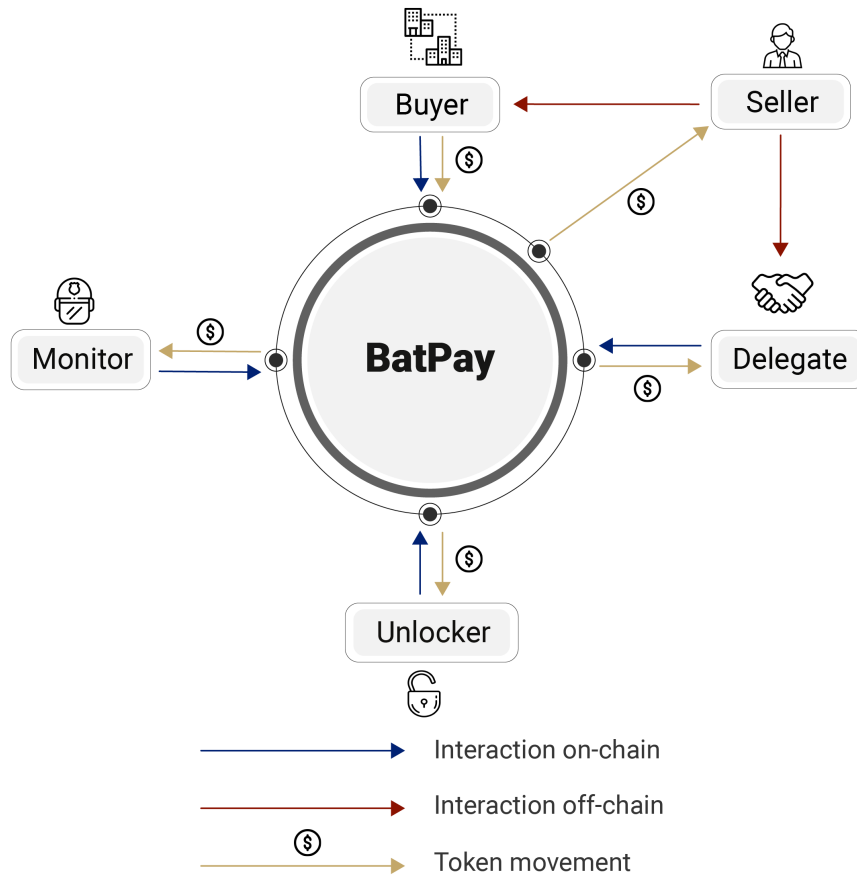 Buyer
Seller
$
$
BatPay
Monitor
$
Delegate
$
$
Unlocker
Interaction on-chain
Interaction off-chain
$
Token movement